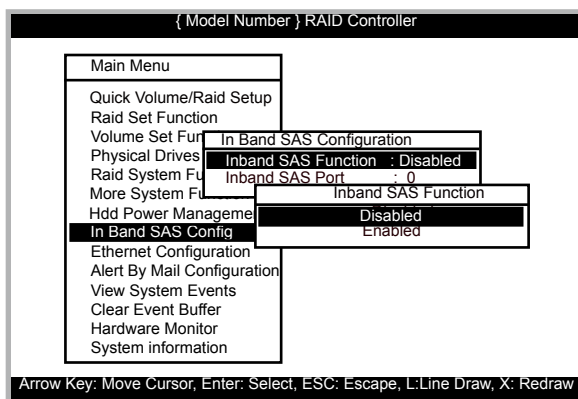 { Model Number } RAID Controller
Main Menu
Quick Volume/Raid Setup
Raid Set Function
Volume Set Fun
Physical Drives
Raid System Fu
More System Fu
Hdd Power Manageme
In Band SAS Config
Ethernet Configuration
Alert By Mail Configuration
View System Events
Clear Event Buffer
Hardware Monitor
System information
In Band SAS Configuration
Inband SAS Function : Disabled
Inband SAS Port : 0
Inband SAS Function
Disabled
Enabled
Arrow Key: Move Cursor, Enter: Select, ESC: Escape, L:Line Draw, X: Redraw